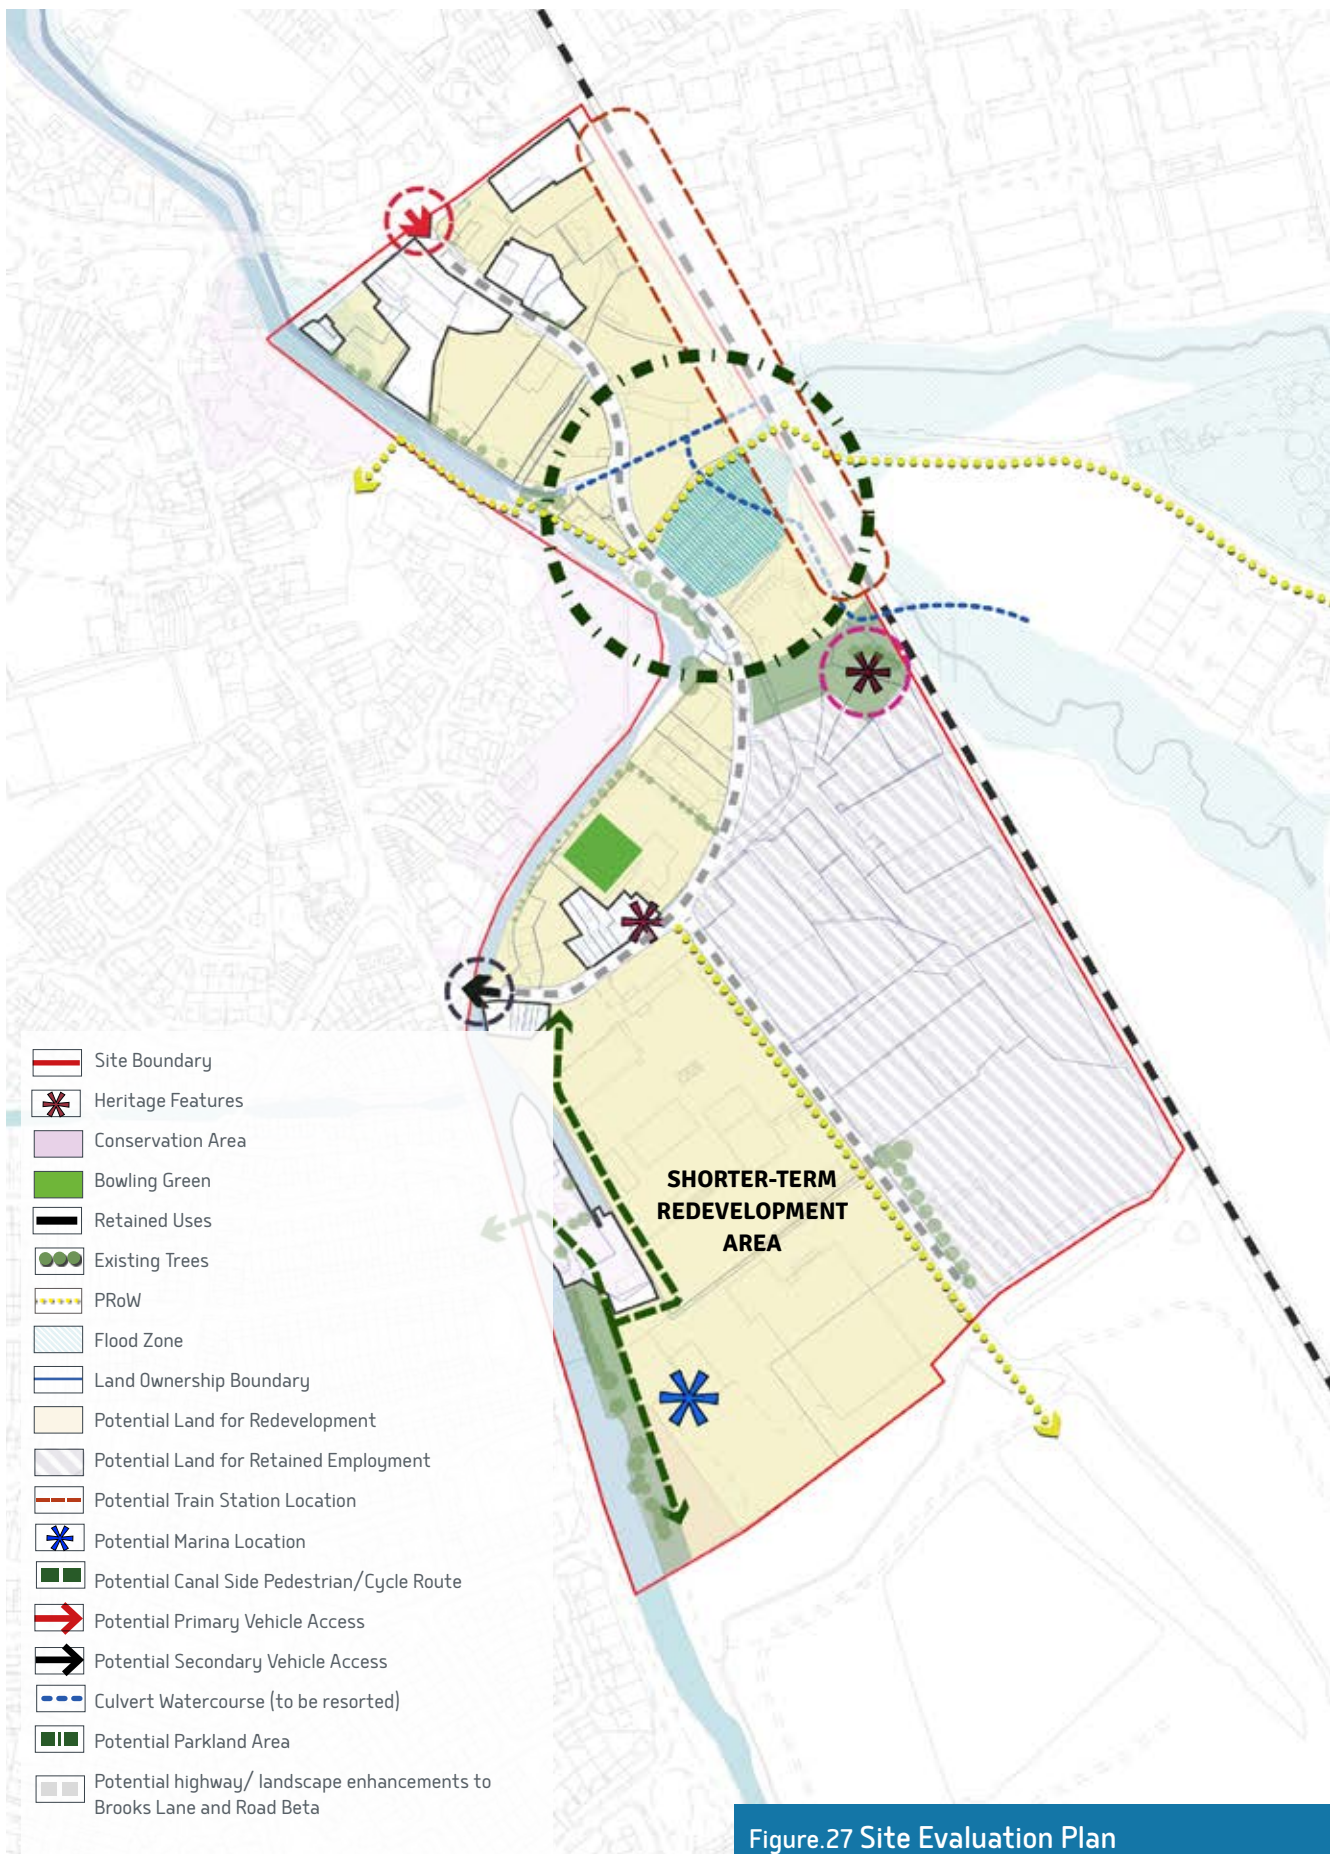 SHORTER-TERM
REDEVELOPMENT
AREA
Site Boundary
Heritage Features
Conservation Area
Bowling Green
Retained Uses
Existing Trees
PRoW
Flood Zone
Land Ownership Boundary
Potential Land for Redevelopment
Potential Land for Retained Employment
Potential Train Station Location
Potential Marina Location
Potential Canal Side Pedestrian/Cycle Route
Potential Primary Vehicle Access
Potential Secondary Vehicle Access
Culvert Watercourse (to be resorted)
Potential Parkland Area
Potential highway/ landscape enhancements to
Brooks Lane and Road Beta
Figure.27 Site Evaluation Plan